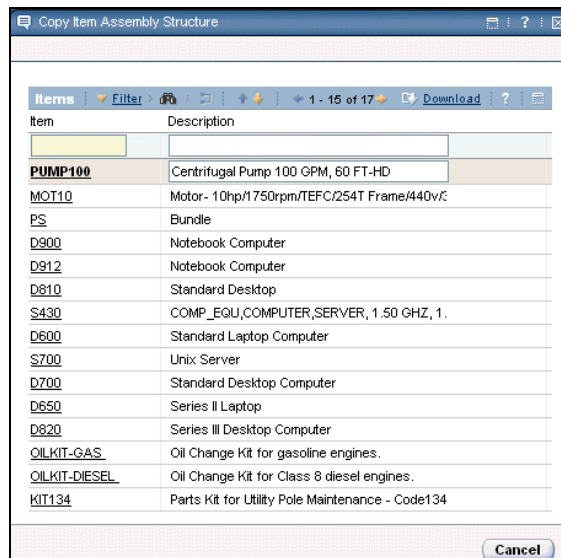 Copy Item Assembly Structure ?
Items Filter 1 - 15 of 17 Download ?
Item Description
PUMP100 Centrifugal Pump 100 GPM, 60 FT-HD
MOT10 Motor- 10hp/1750rpm/TEFC/254T Frame/440v/
PS Bundle
D900 Notebook Computer
D912 Notebook Computer
D810 Standard Desktop
S430 COMP_EQU,COMPUTER,SERVER, 1.50 GHZ, 1.
D600 Standard Laptop Computer
S700 Unix Server
D700 Standard Desktop Computer
D650 Series II Laptop
D820 Series III Desktop Computer
OILKIT-GAS Oil Change Kit for gasoline engines.
OILKIT-DIESEL Oil Change Kit for Class 8 diesel engines.
KIT134 Parts Kit for Utility Pole Maintenance - Code134
Cancel